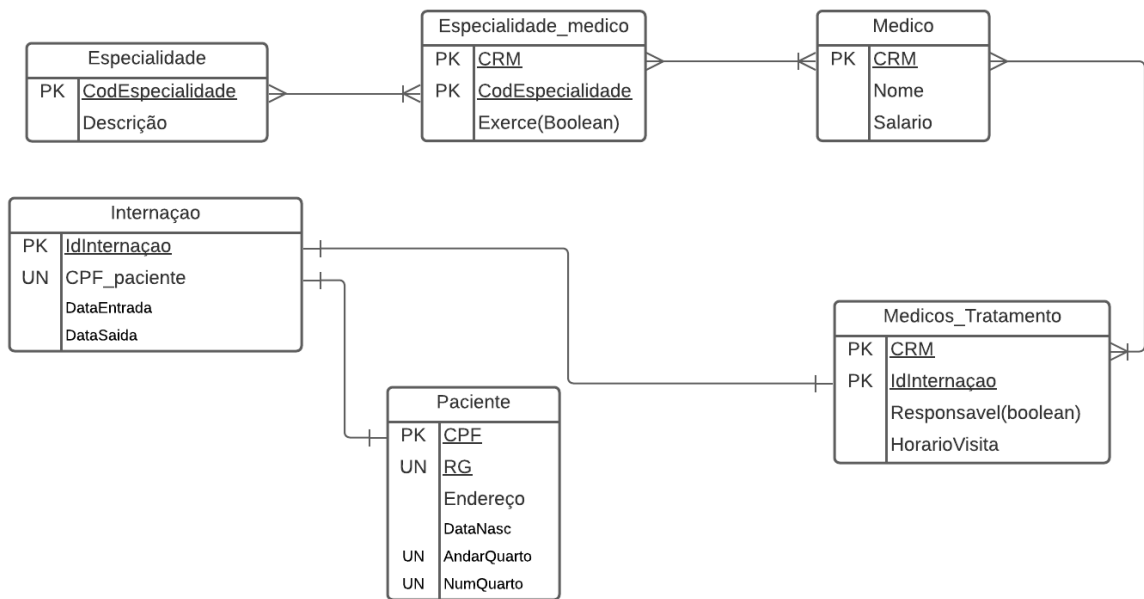 Especialidade
PK CodEspecialidade
Descrição
Especialidade_medico
PK CRM
PK CodEspecialidade
Exerce(Boolean)
Medico
PK CRM
Nome
Salario
Internaçao
PK IdInternaçao
UN CPF_paciente
DataEntrada
DataSaida
Paciente
PK CPF
UN RG
Endereço
DataNasc
UN AndarQuarto
UN NumQuarto
Medicos_Tratamento
PK CRM
PK IdInternaçao
Responsavel(boolean)
HorarioVisita